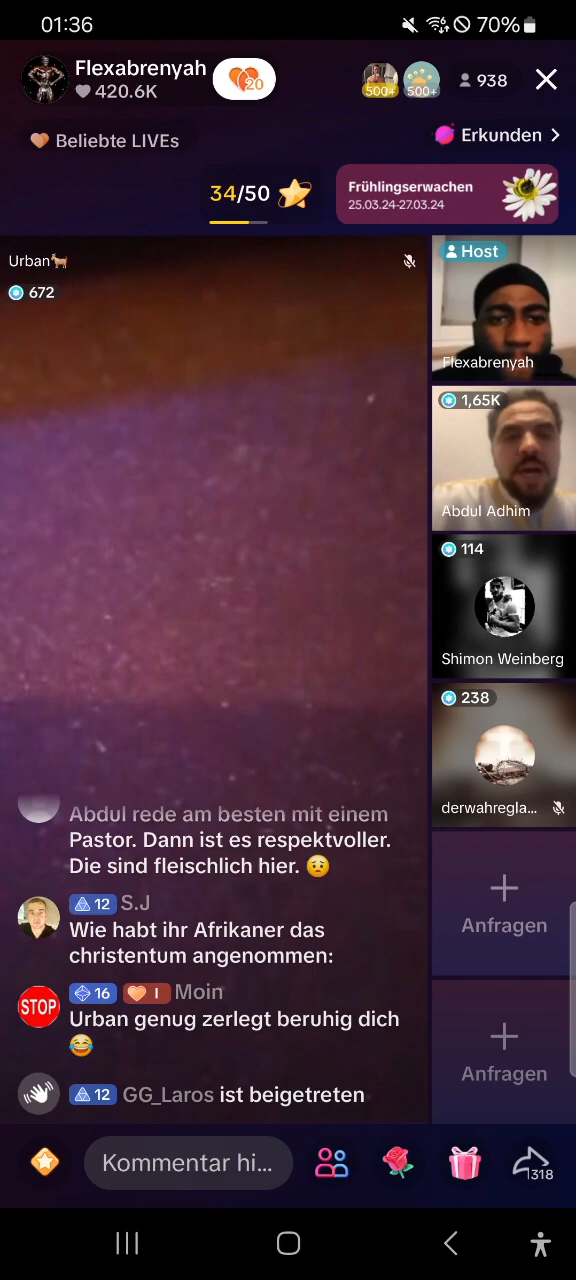 01:36
70%
Flexabrenyah
420.6K
20
500+
500+
938
Beliebte LIVEs
Erkunden
34/50
Frühlingserwachen
25.03.24-27.03.24
Urban🐐
672
Host
Flexabrenyah
1,65K
Abdul Adhim
114
Shimon Weinberg
238
derwahregla...
Anfragen
Anfragen
Abdul rede am besten mit einem
Pastor. Dann ist es respektvoller.
Die sind fleischlich hier. 😟
12 S.J
Wie habt ihr Afrikaner das
christentum angenommen:
STOP
16 I Moin
Urban genug zerlegt beruhig dich
😂
12 GG_Laros ist beigetreten
Kommentar hi...
318